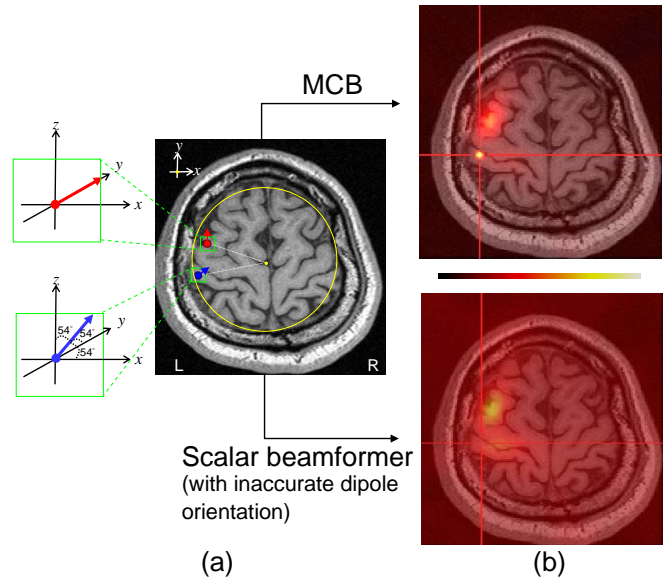 MCB
z
y
x
y
x
z
y
x
54°
54°
54°
L
R
Scalar beamformer
(with inaccurate dipole
orientation)
(a)
(b)